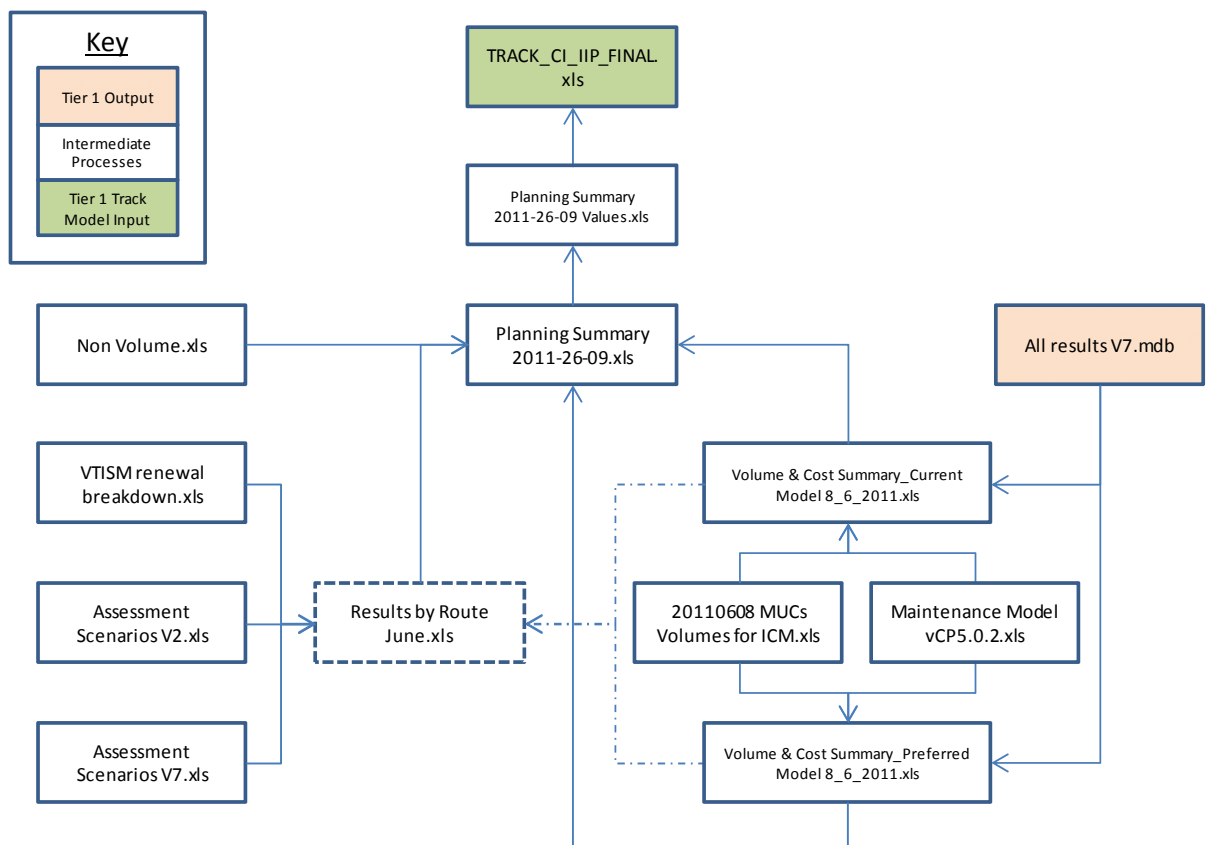 Key
Tier 1 Output
Intermediate
Processes
Tier 1 Track
Model Input
TRACK_CI_IIP_FINAL.
xls
Planning Summary
2011-26-09 Values.xls
Non Volume.xls
Planning Summary
2011-26-09.xls
All results V7.mdb
VTISM renewal
breakdown.xls
Volume & Cost Summary_Current
Model 8_6_2011.xls
Assessment
Scenarios V2.xls
Results by Route
June.xls
20110608 MUCs
Volumes for ICM.xls
Maintenance Model
vCP5.0.2.xls
Assessment
Scenarios V7.xls
Volume & Cost Summary_Preferred
Model 8_6_2011.xls